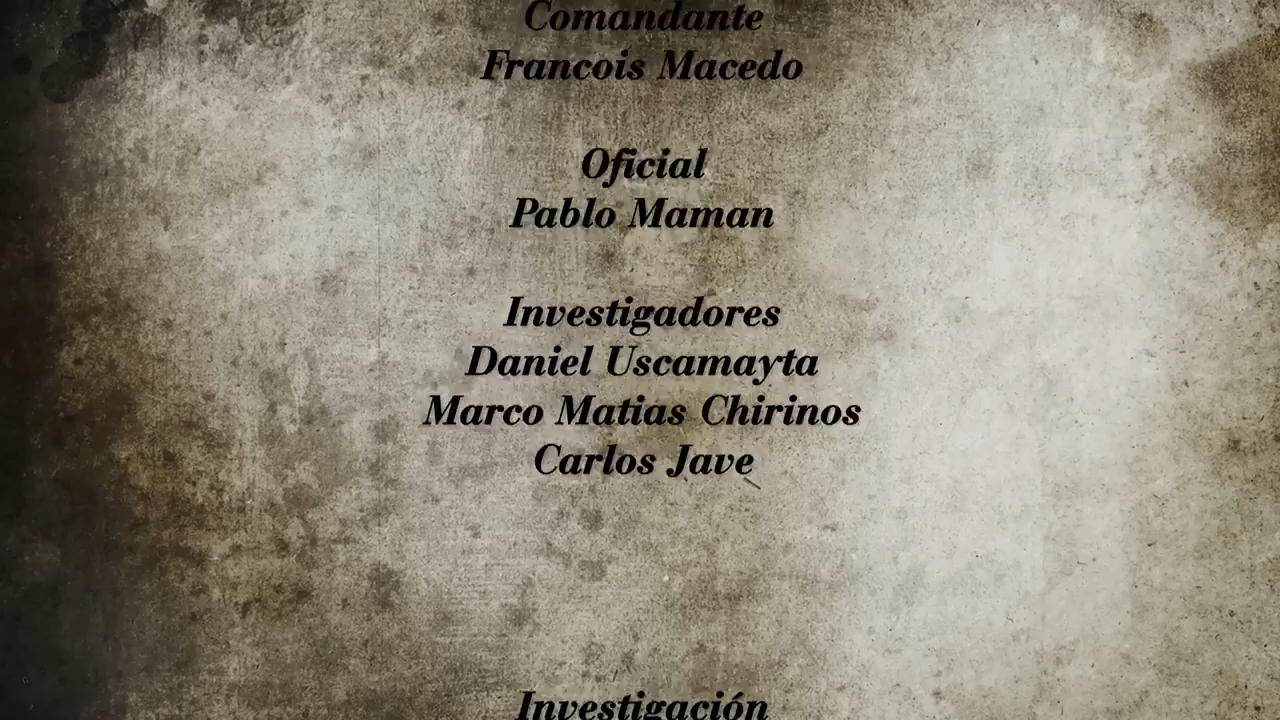 Comandante
Francois Macedo
Oficial
Pablo Maman
Investigadores
Daniel Uscamayta
Marco Matias Chirinos
Carlos Jave
Investigación